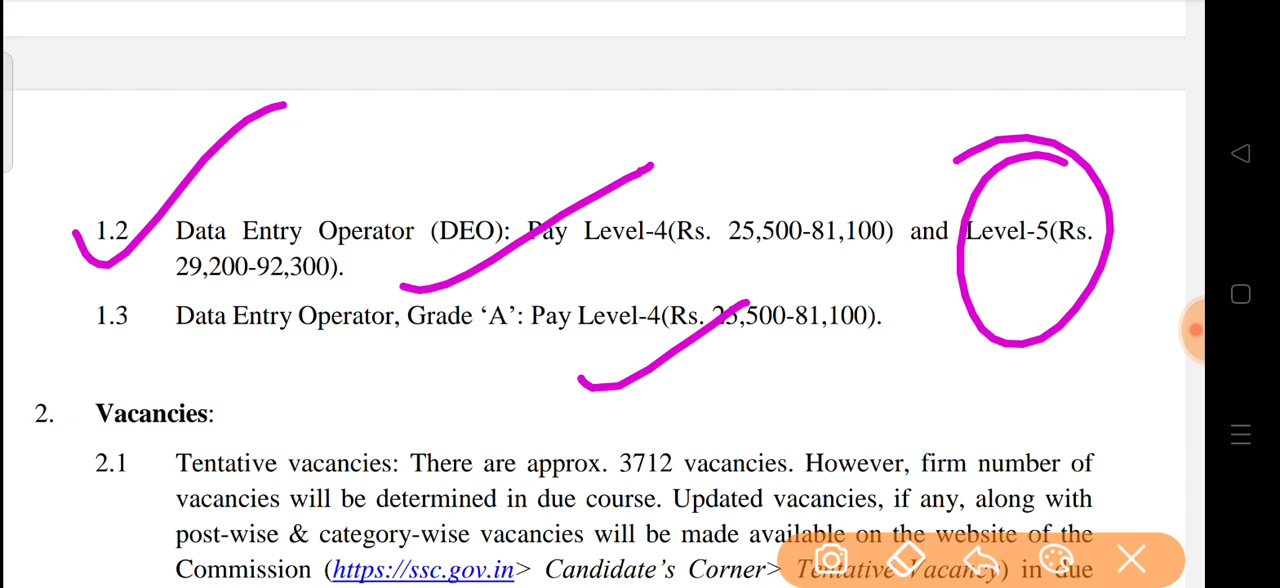 1.2 Data Entry Operator (DEO): Pay Level-4(Rs. 25,500-81,100) and Level-5(Rs.
29,200-92,300).
1.3 Data Entry Operator, Grade ‘A’: Pay Level-4(Rs. 25,500-81,100).
2. Vacancies:
2.1 Tentative vacancies: There are approx. 3712 vacancies. However, firm number of
vacancies will be determined in due course. Updated vacancies, if any, along with
post-wise & category-wise vacancies will be made available on the website of the
Commission (https://ssc.gov.in> Candidate’s Corner> Tentative Vacancy) in due